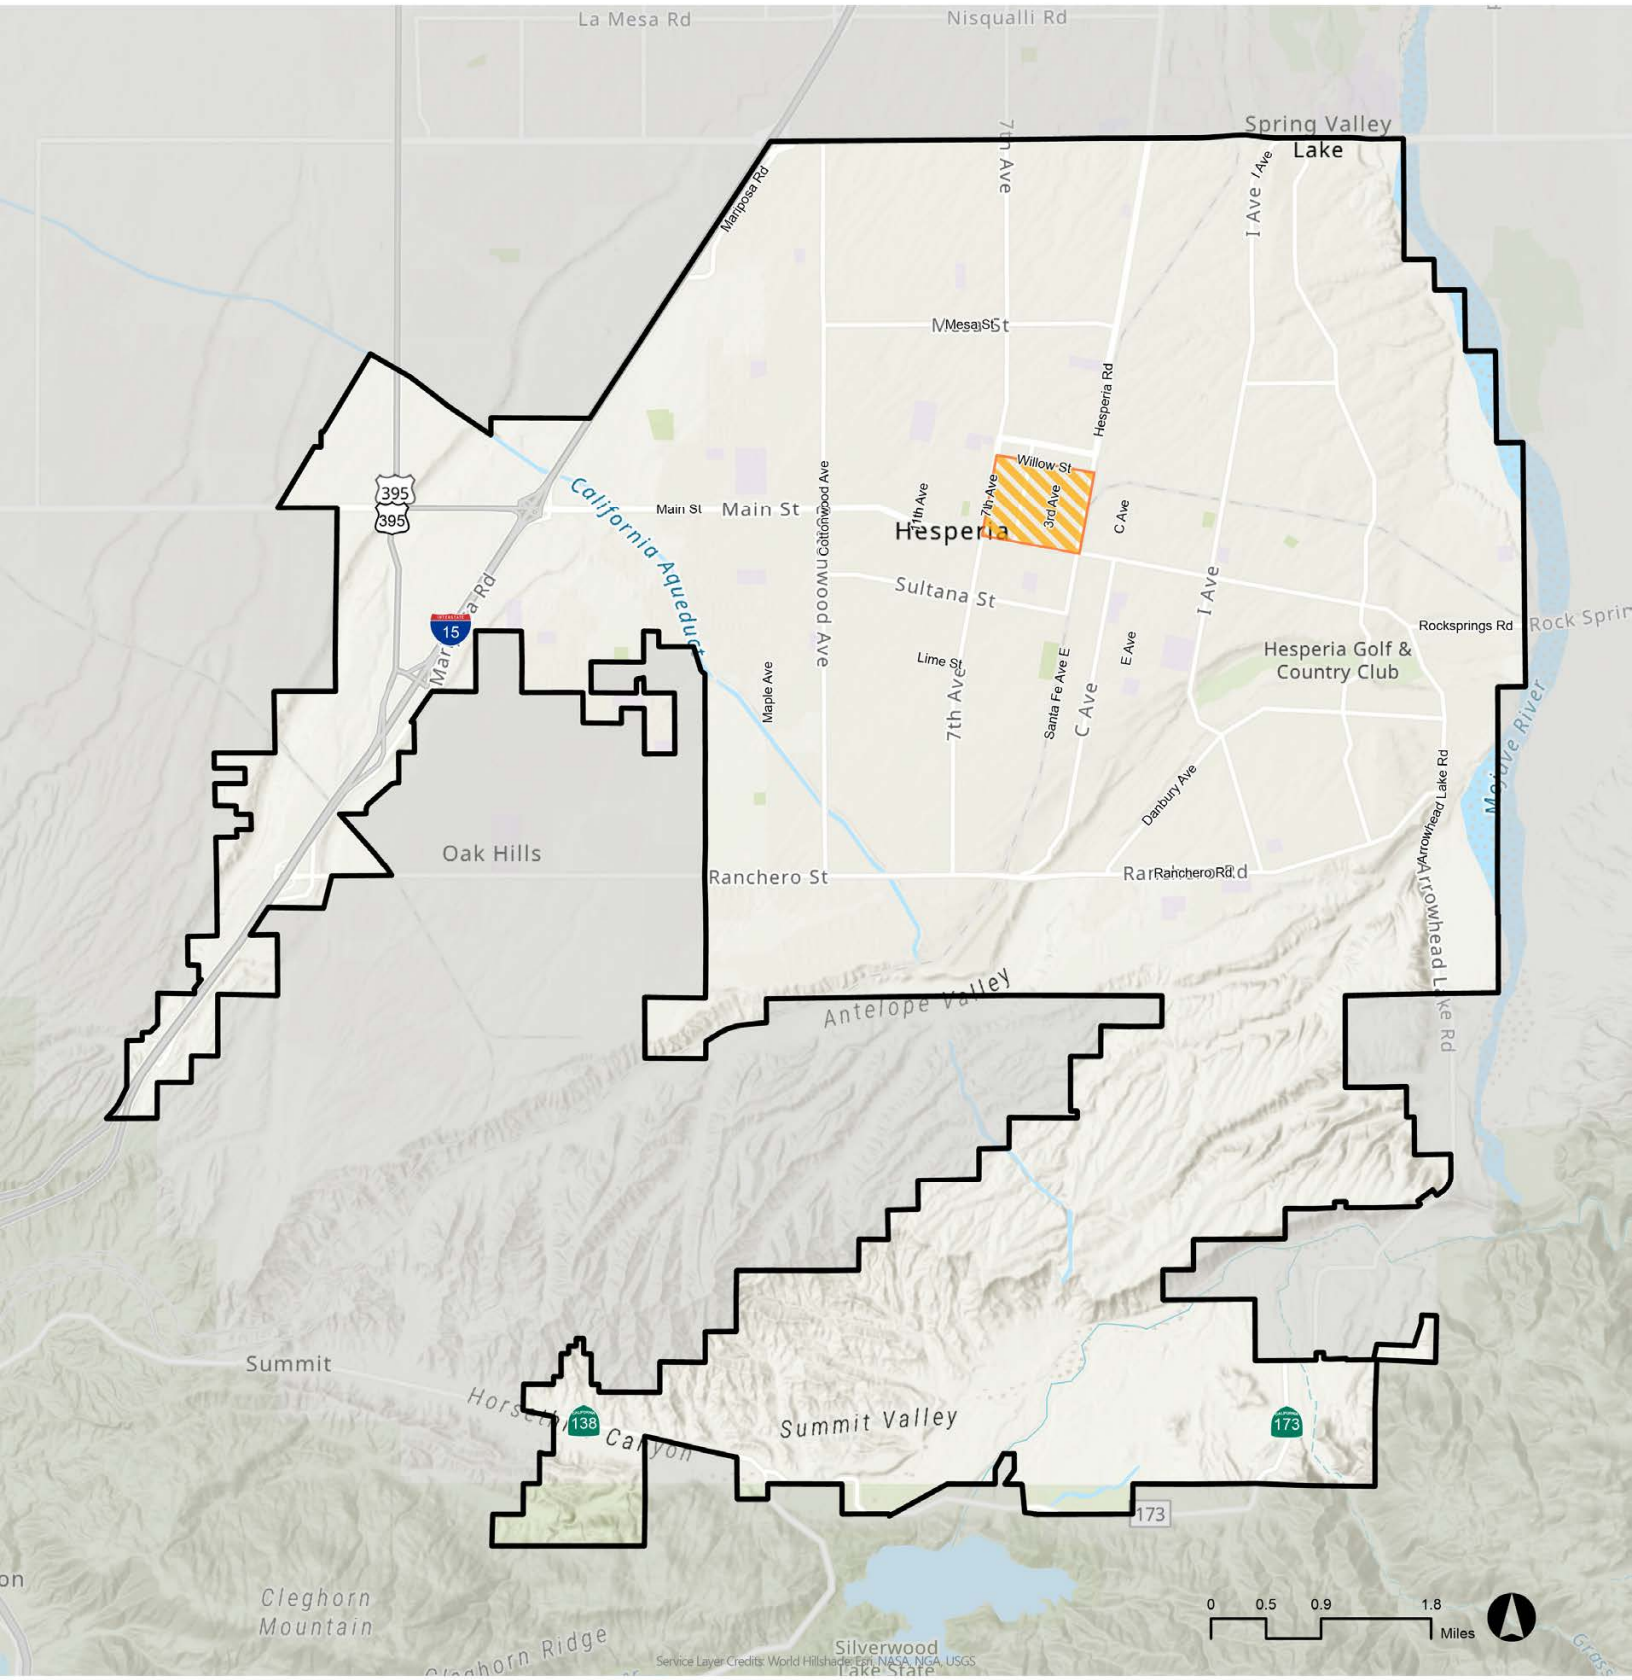 La Mesa Rd
Nisqualli Rd
7th Ave
Spring Valley
Lake
I Ave
I Ave
Mariposa Rd
Mesa St
Mesa St
Hesperia Rd
Willow St
395
395
California Aqueduct
Main St
Main St
Cottonwood Ave
11th Ave
7th Ave
3rd Ave
C Ave
Hesperia
Sultana St
I Ave
15
Rocksprings Rd
Hesperia Golf &
Country Club
Lime St
7th Ave
Maple Ave
Santa Fe Ave E
E Ave
C Ave
Mojave River
Danbury Ave
Arrowhead Lake Rd
Arrowhead Lake Rd
Oak Hills
Ranchero St
Ranchero Rd
Antelope Valley
Summit
138
Canyon
Summit Valley
173
173
Cleghorn
Mountain
Cleghorn Ridge
Silverwood
Lake State
0 0.5 0.9 1.8
Miles
Service Layer Credits: World Hillshade: Esri, NASA, NGA, USGS